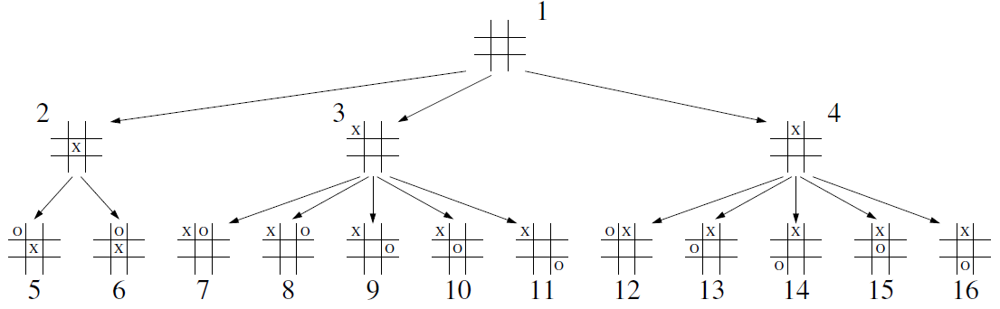 1
2 3 4
X X
X
O O X O X O X X X O X X X X X
X X O O O O
O O O
5 6 7 8 9 10 11 12 13 14 15 16